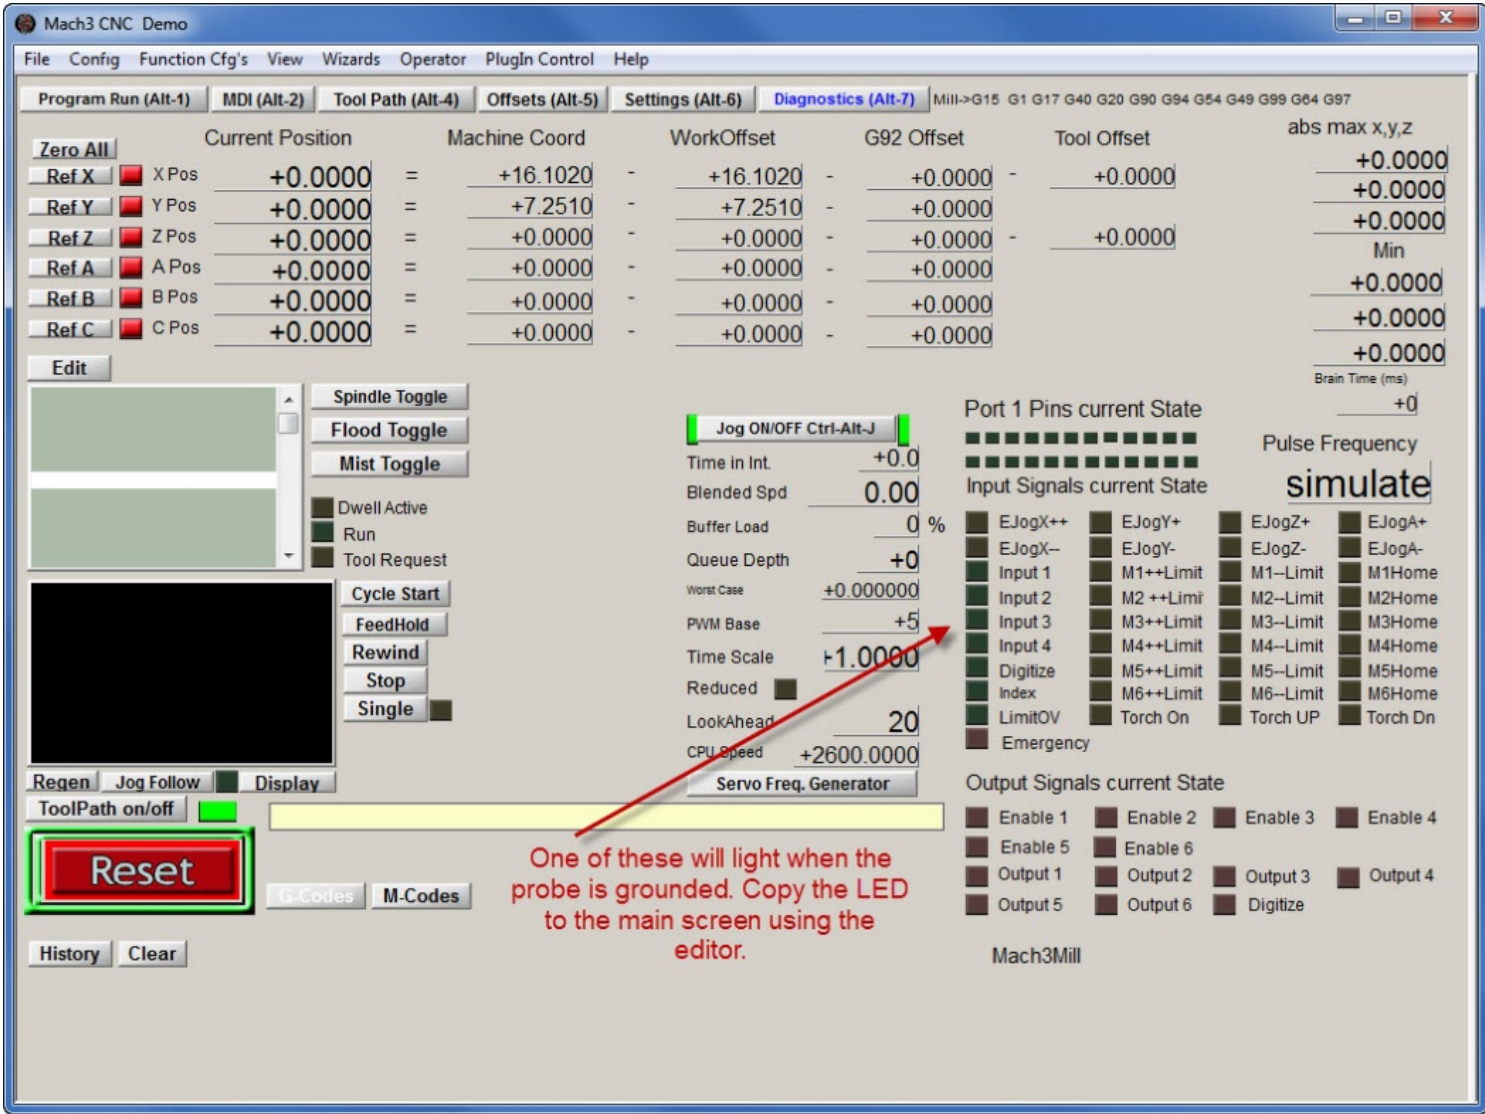 Mach3 CNC Demo
File Config Function Cfg's View Wizards Operator PlugIn Control Help
Program Run (Alt-1) MDI (Alt-2) Tool Path (Alt-4) Offsets (Alt-5) Settings (Alt-6) Diagnostics (Alt-7) Mill->G15 G1 G17 G40 G20 G90 G94 G54 G49 G99 G64 G97
Zero All Current Position Machine Coord WorkOffset G92 Offset Tool Offset abs max x,y,z
+0.0000
Ref X X Pos +0.0000 = +16.1020 - +16.1020 - +0.0000 - +0.0000
+0.0000
Ref Y Y Pos +0.0000 = +7.2510 - +7.2510 - +0.0000
+0.0000
Ref Z Z Pos +0.0000 = +0.0000 - +0.0000 - +0.0000 - +0.0000
Min
Ref A A Pos +0.0000 = +0.0000 - +0.0000 - +0.0000
+0.0000
Ref B B Pos +0.0000 = +0.0000 - +0.0000 - +0.0000
+0.0000
Ref C C Pos +0.0000 = +0.0000 - +0.0000 - +0.0000
+0.0000
Brain Time (ms)
+0
Edit
Spindle Toggle
Flood Toggle
Mist Toggle
Dwell Active
Run
Tool Request
Cycle Start
FeedHold
Rewind
Stop
Single
Regen Jog Follow Display
ToolPath on/off
Reset
G-Codes M-Codes
History Clear
Jog ON/OFF Ctrl-Alt-J
Time in Int. +0.0
Blended Spd 0.00
Buffer Load 0 %
Queue Depth +0
Worst Case +0.000000
PWM Base +5
Time Scale +1.0000
Reduced
LookAhead 20
CPU Speed +2600.0000
Servo Freq. Generator
One of these will light when the
probe is grounded. Copy the LED
to the main screen using the
editor.
Port 1 Pins current State
Pulse Frequency
simulate
Input Signals current State
EJogX++ EJogY+ EJogZ+ EJogA+
EJogX-- EJogY- EJogZ- EJogA-
Input 1 M1++Limit M1--Limit M1Home
Input 2 M2 ++Limi M2--Limit M2Home
Input 3 M3++Limit M3--Limit M3Home
Input 4 M4++Limit M4--Limit M4Home
Digitize M5++Limit M5--Limit M5Home
Index M6++Limit M6--Limit M6Home
LimitOV Torch On Torch UP Torch Dn
Emergency
Output Signals current State
Enable 1 Enable 2 Enable 3 Enable 4
Enable 5 Enable 6
Output 1 Output 2 Output 3 Output 4
Output 5 Output 6 Digitize
Mach3Mill